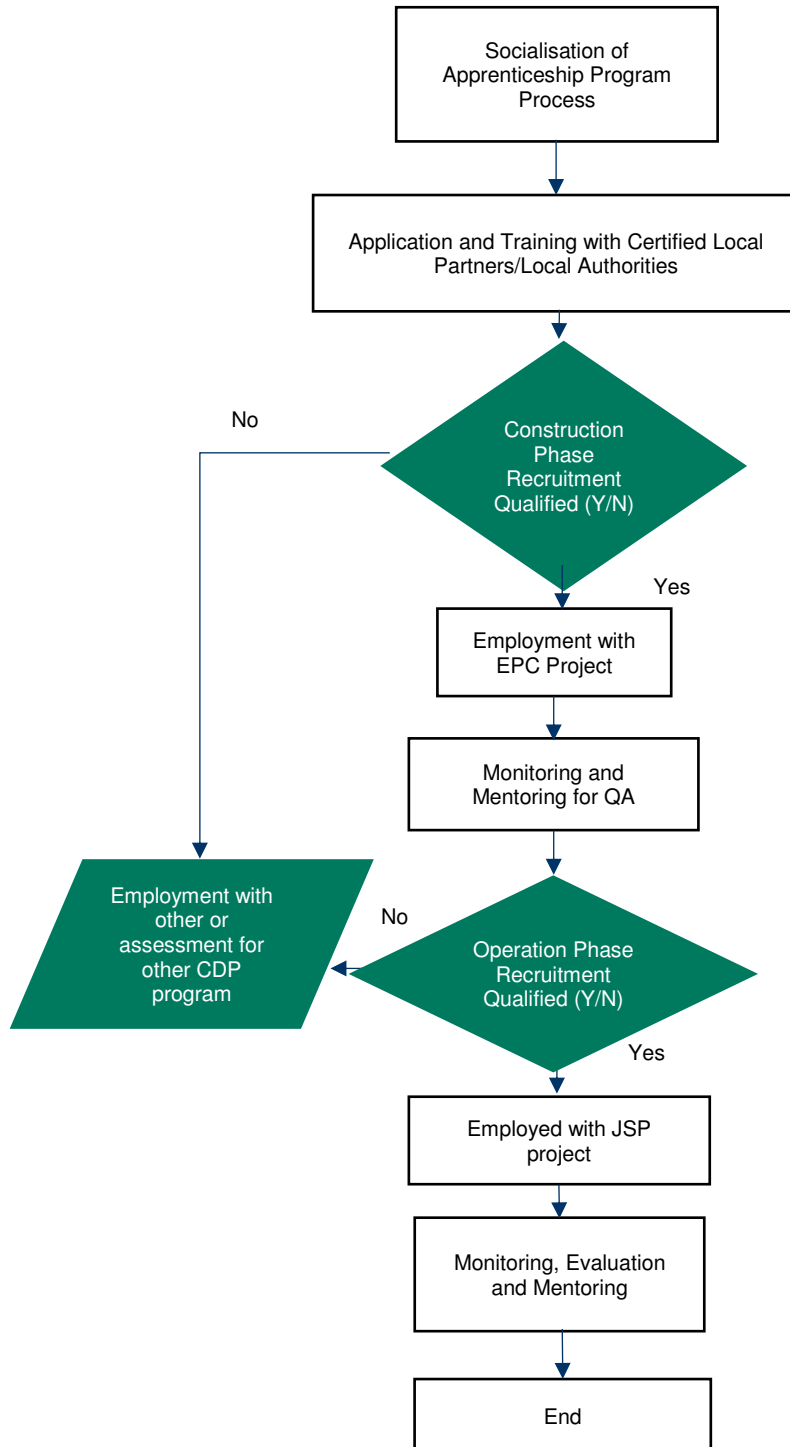 Socialisation of
Apprenticeship Program
Process
Application and Training with Certified Local
Partners/Local Authorities
No
Construction
Phase
Recruitment
Qualified (Y/N)
Yes
Employment with
EPC Project
Monitoring and
Mentoring for QA
Employment with
other or
assessment for
other CDP
program
No
Operation Phase
Recruitment
Qualified (Y/N)
Yes
Employed with JSP
project
Monitoring, Evaluation
and Mentoring
End